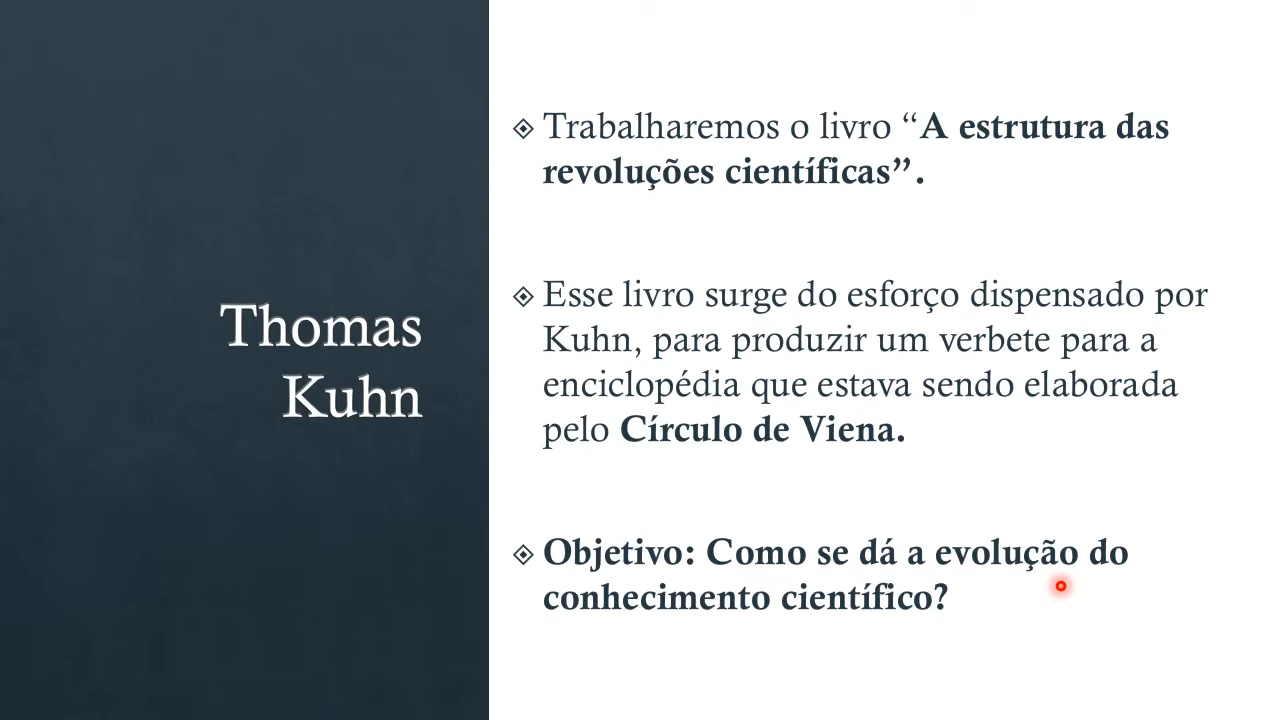 Thomas
Kuhn
Trabalharemos o livro “A estrutura das
revoluções científicas”.
Esse livro surge do esforço dispensado por
Kuhn, para produzir um verbete para a
enciclopédia que estava sendo elaborada
pelo Círculo de Viena.
Objetivo: Como se dá a evolução do
conhecimento científico?